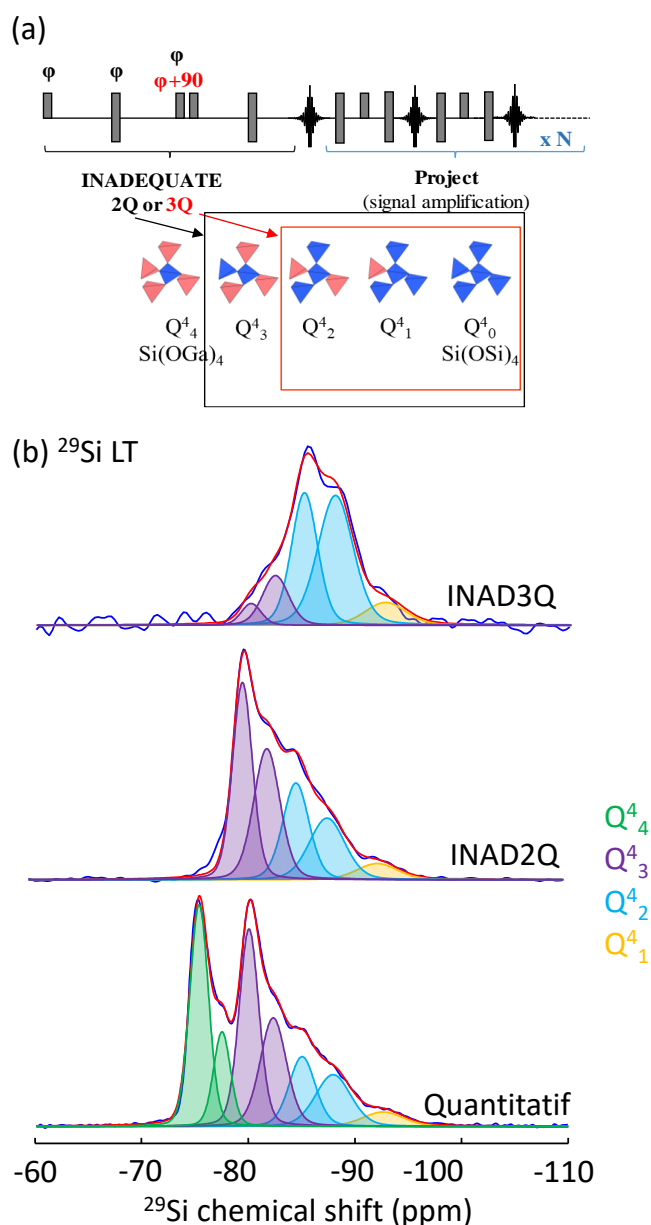 (a)
φ
φ
φ
φ+90
x N
INADEQUATE
2Q or 3Q
Project
(signal amplification)
Q⁴₄
Si(OGa)₄
Q⁴₃
Q⁴₂
Q⁴₁
Q⁴₀
Si(OSi)₄
(b) ²⁹Si LT
INAD3Q
INAD2Q
Q⁴₄
Q⁴₃
Q⁴₂
Q⁴₁
Quantitatif
-60 -70 -80 -90 -100 -110
²⁹Si chemical shift (ppm)